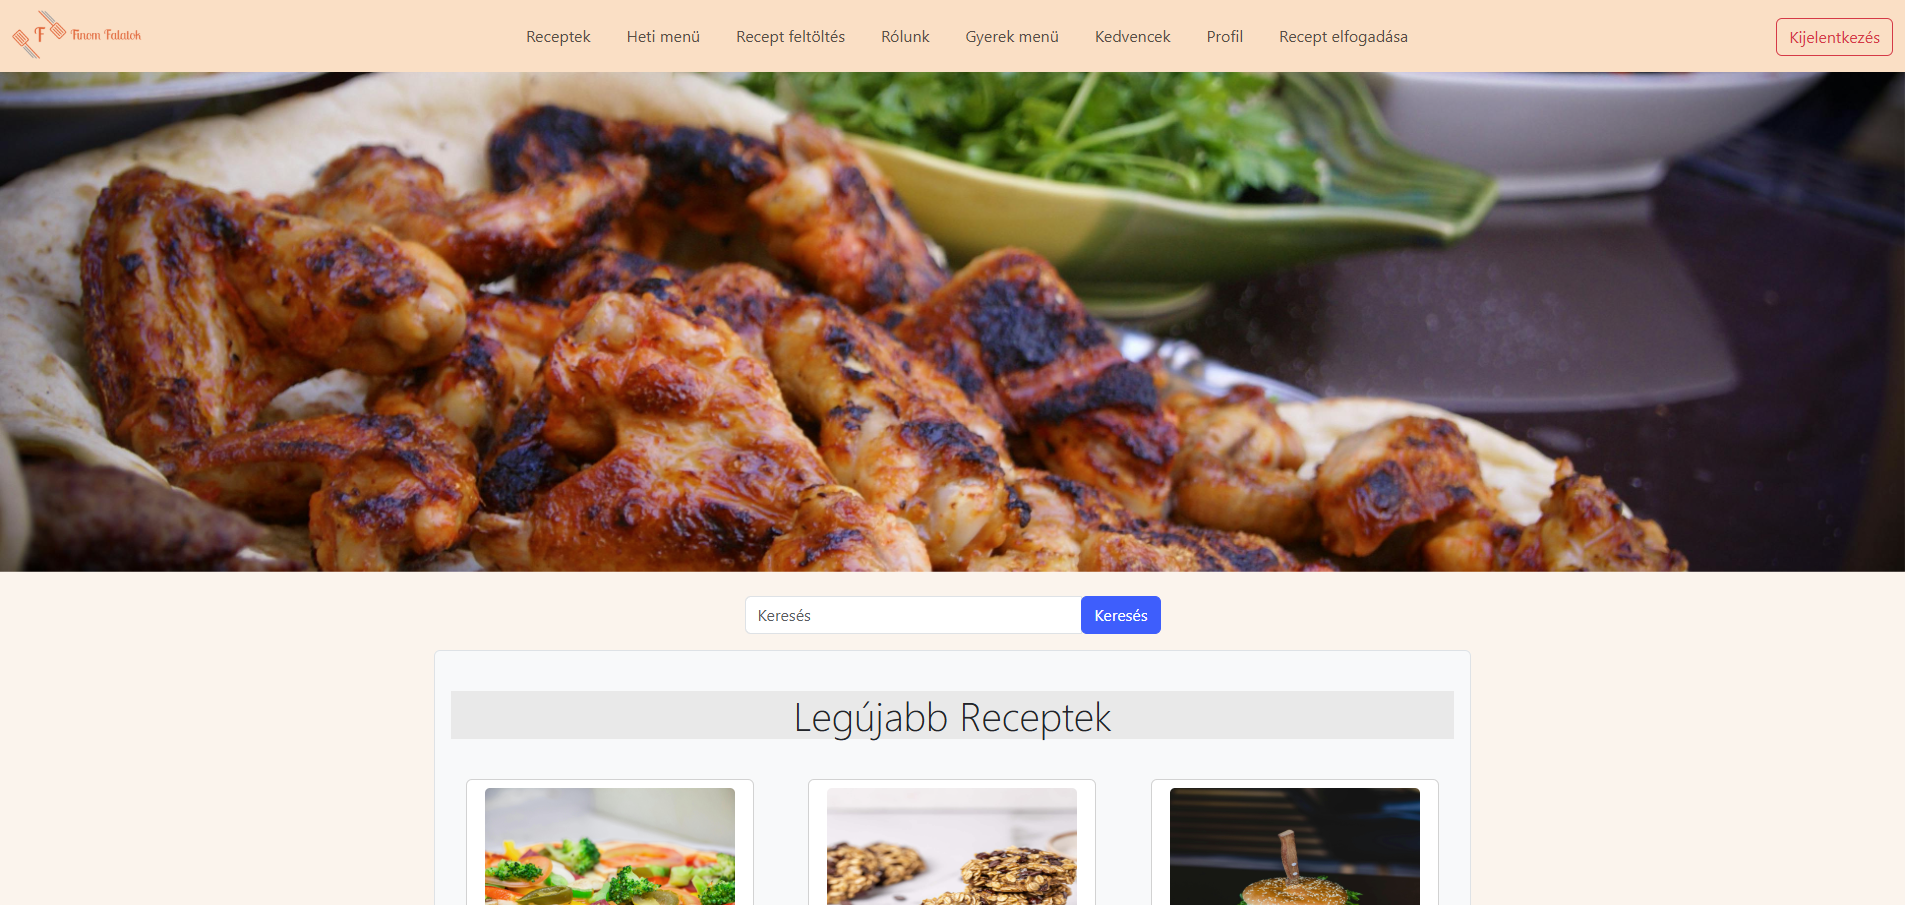 F Finom Falatok
Receptek Heti menü Recept feltöltés Rólunk Gyerek menü Kedvencek Profil Recept elfogadása Kijelentkezés
Keresés Keresés
Legújabb Receptek